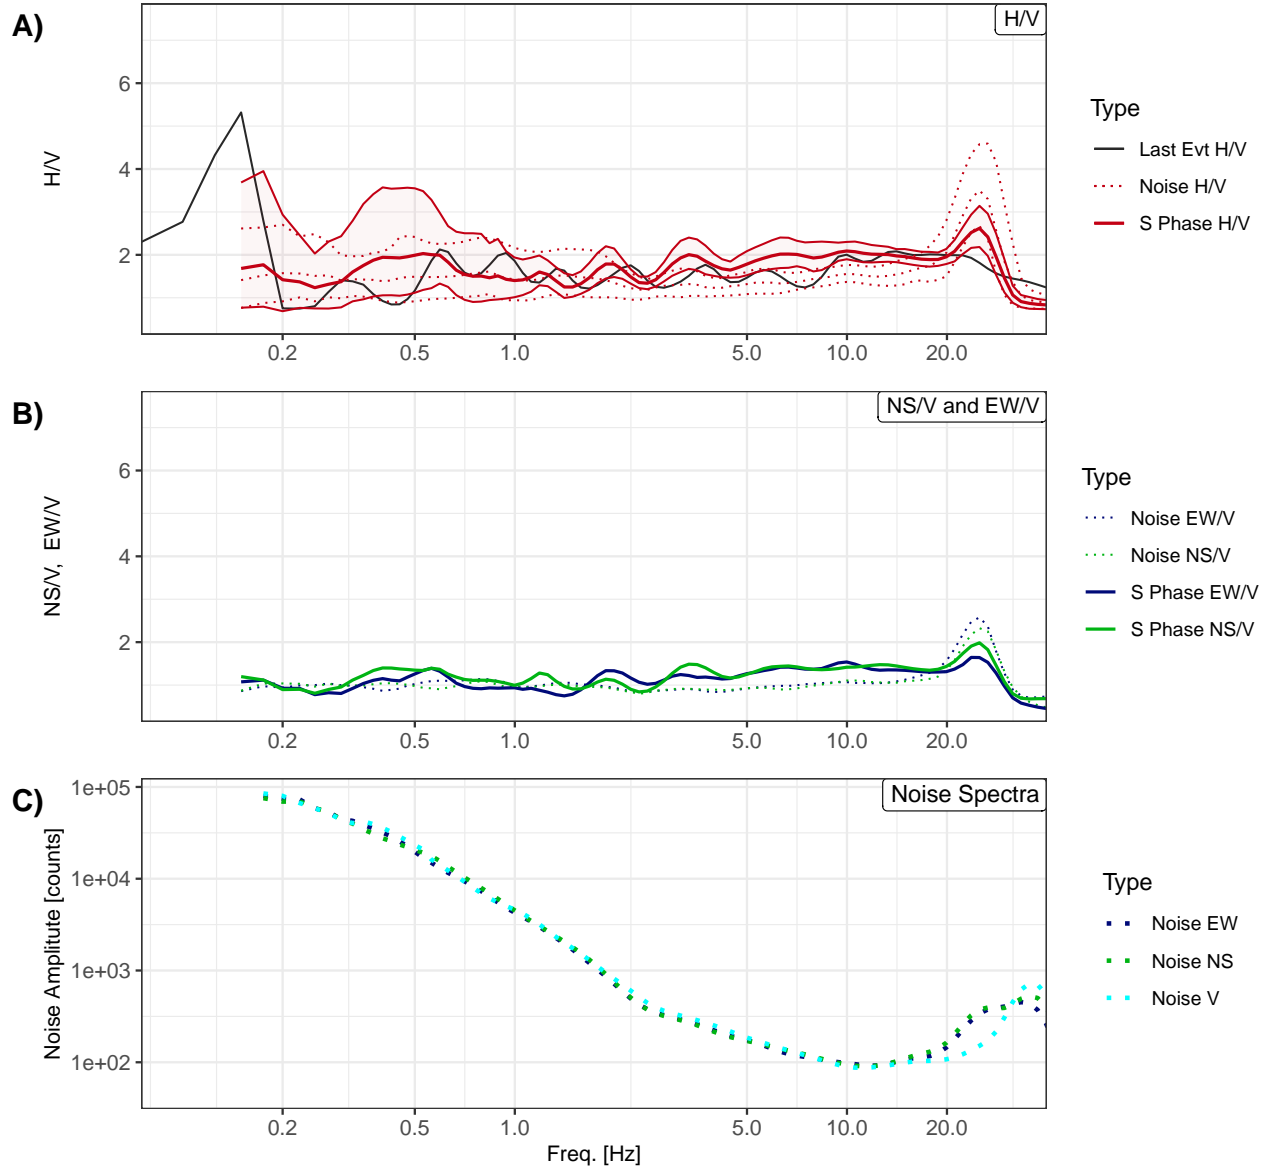 A)
H/V
6
4
2
H/V
0.2
0.5
1.0
5.0
10.0
20.0
Type
Last Evt H/V
Noise H/V
S Phase H/V
B)
NS/V and EW/V
6
4
2
NS/V,  EW/V
0.2
0.5
1.0
5.0
10.0
20.0
Type
Noise EW/V
Noise NS/V
S Phase EW/V
S Phase NS/V
C)
Noise Spectra
1e+05
1e+04
1e+03
1e+02
Noise Amplitute [counts]
0.2
0.5
1.0
5.0
10.0
20.0
Freq. [Hz]
Type
Noise EW
Noise NS
Noise V